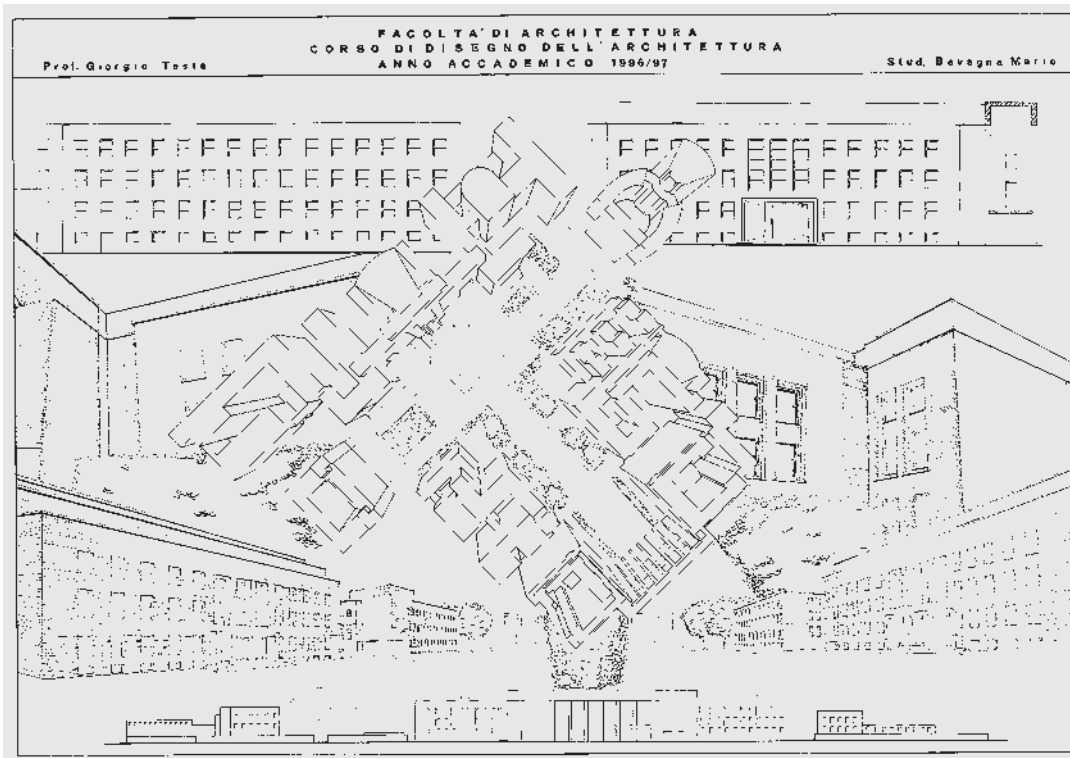 FACOLTA' DI ARCHITETTURA
CORSO DI DISEGNO DELL'ARCHITETTURA
ANNO ACCADEMICO 1996/97
Prof. Giorgio Testa
Stud. Bevagna Mario